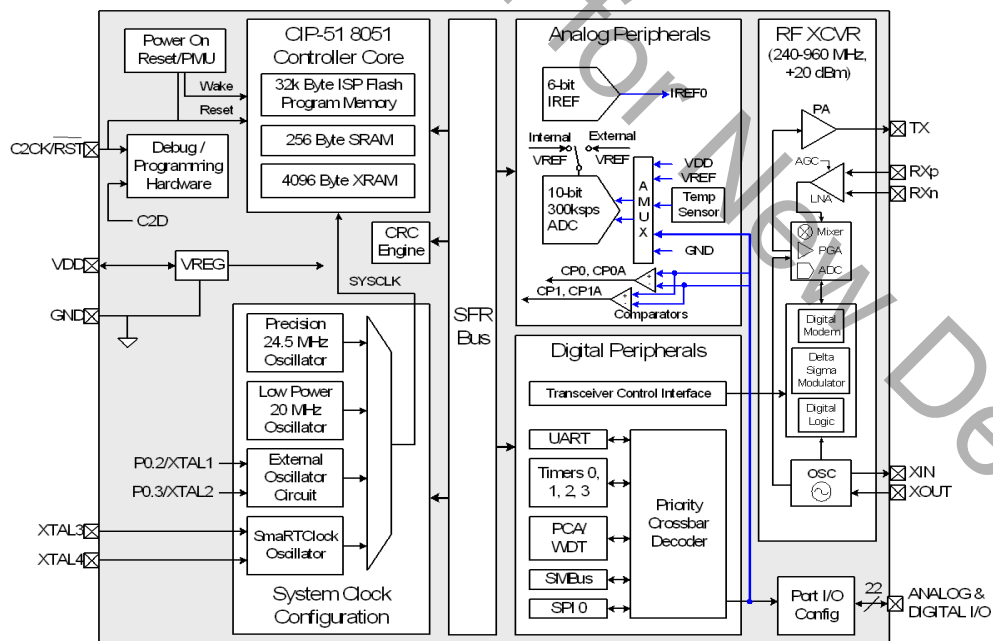 Power On
Reset/PMU
Wake
Reset
C2CK/RST
Debug /
Programming
Hardware
C2D
VDD
VREG
GND
CIP-51 8051
Controller Core
32k Byte ISP Flash
Program Memory
256 Byte SRAM
4096 Byte XRAM
CRC
Engine
SYSCLK
Precision
24.5 MHz
Oscillator
Low Power
20 MHz
Oscillator
External
Oscillator
Circuit
SmaRTClock
Oscillator
System Clock
Configuration
P0.2/XTAL1
P0.3/XTAL2
XTAL3
XTAL4
SFR
Bus
Analog Peripherals
6-bit
IREF
IREF0
Internal
External
VREF
VREF
10-bit
300ksps
ADC
AMUX
VDD
VREF
Temp
Sensor
GND
CP0, CP0A
CP1, CP1A
+
-
+
-
Comparators
Digital Peripherals
Transceiver Control Interface
UART
Timers 0,
1, 2, 3
PCA/
WDT
SMBus
SPI 0
Priority
Crossbar
Decoder
RF XCVR
(240-960 MHz,
+20 dBm)
PA
TX
AGC
LNA
RXp
RXn
Mixer
PGA
ADC
Digital
Modem
Delta
Sigma
Modulator
Digital
Logic
OSC
XIN
XOUT
Port I/O
Config
22
ANALOG &
DIGITAL I/O
for New De